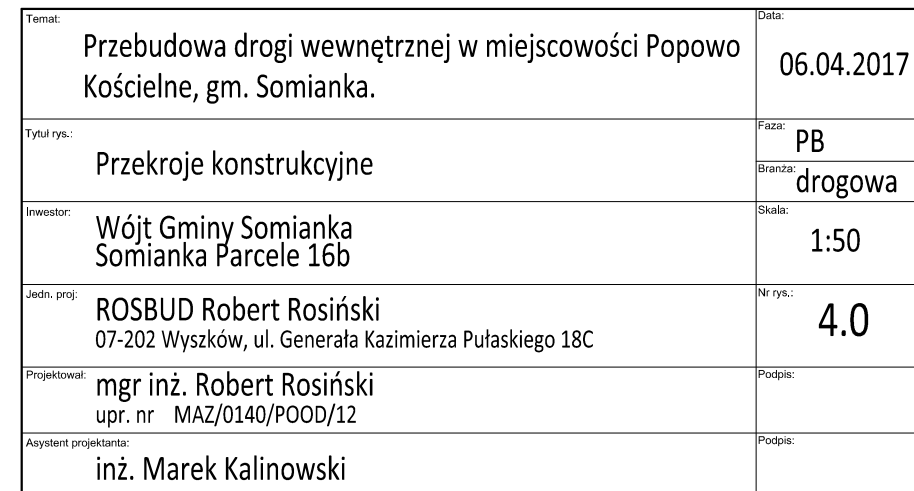 Temat:
Przebudowa drogi wewnętrznej w miejscowości Popowo
Kościelne, gm. Somianka.
Data:
06.04.2017
Tytuł rys.:
Przekroje konstrukcyjne
Faza:
PB
Branża:
drogowa
Inwestor:
Wójt Gminy Somianka
Somianka Parcele 16b
Skala:
1:50
Jedn. proj:
ROSBUD Robert Rosiński
07-202 Wyszków, ul. Generała Kazimierza Pułaskiego 18C
Nr rys.:
4.0
Projektował:
mgr inż. Robert Rosiński
upr. nr MAZ/0140/POOD/12
Podpis:
Asystent projektanta:
inż. Marek Kalinowski
Podpis: